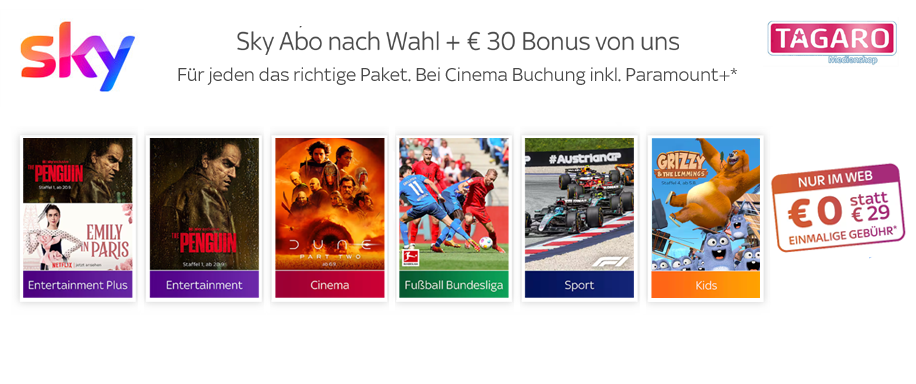 sky
Sky Abo nach Wahl + € 30 Bonus von uns
Für jeden das richtige Paket. Bei Cinema Buchung inkl. Paramount+*
TAGARO
Medienshop
THE
PENGUIN
Staffel 1, ab 20.9.
EMILY
IN
PARIS
NETFLIX
Entertainment Plus
THE
PENGUIN
Staffel 1, ab 20.9.
Entertainment
DUNE
PART TWO
Cinema
11
Fußball Bundesliga
#AustrianGP
F1
Sport
GRIZZY
& THE LEMMINGS
Kids
NUR IM WEB
€ 0 statt
€ 29
EINMALIGE GEBÜHR*